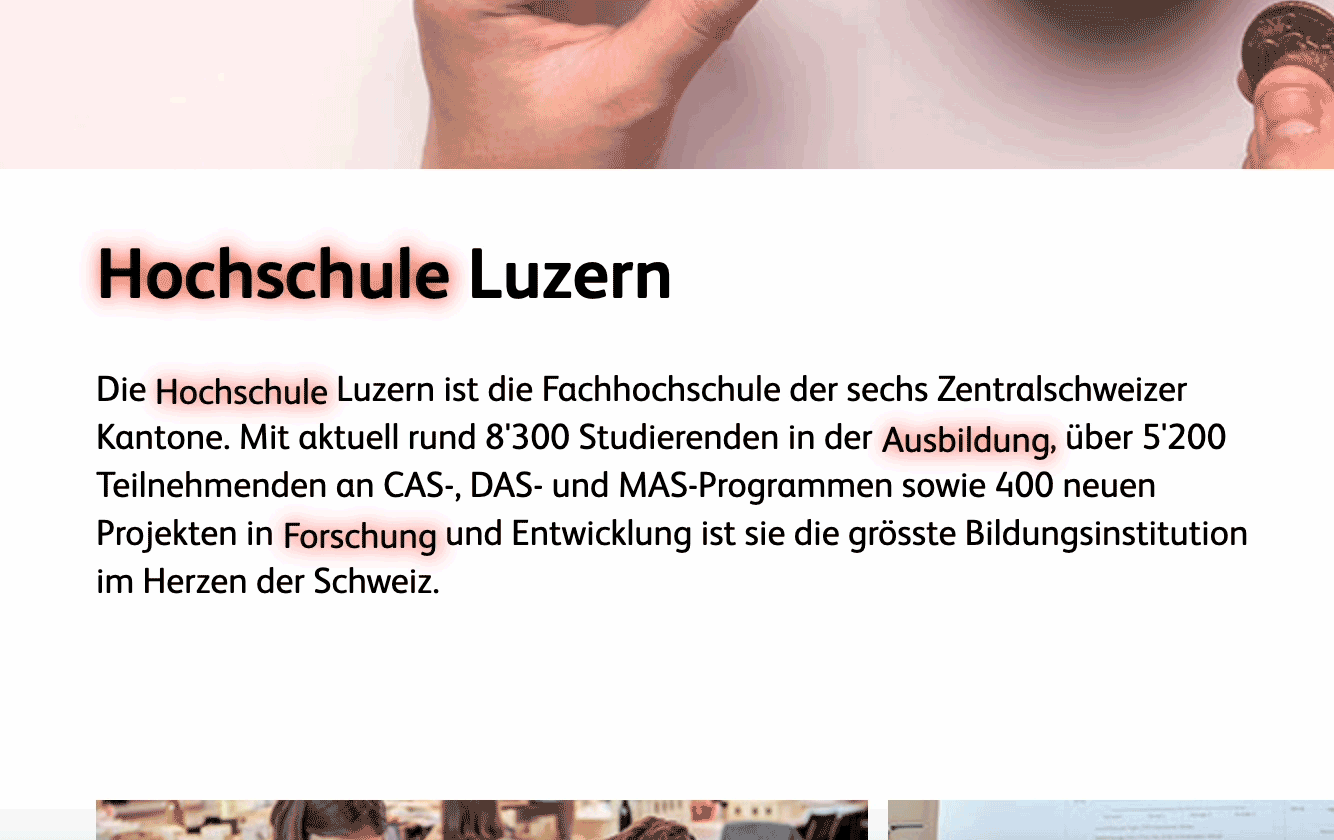 Hochschule Luzern
Die Hochschule Luzern ist die Fachhochschule der sechs Zentralschweizer
Kantone. Mit aktuell rund 8'300 Studierenden in der Ausbildung, über 5'200
Teilnehmenden an CAS-, DAS- und MAS-Programmen sowie 400 neuen
Projekten in Forschung und Entwicklung ist sie die grösste Bildungsinstitution
im Herzen der Schweiz.